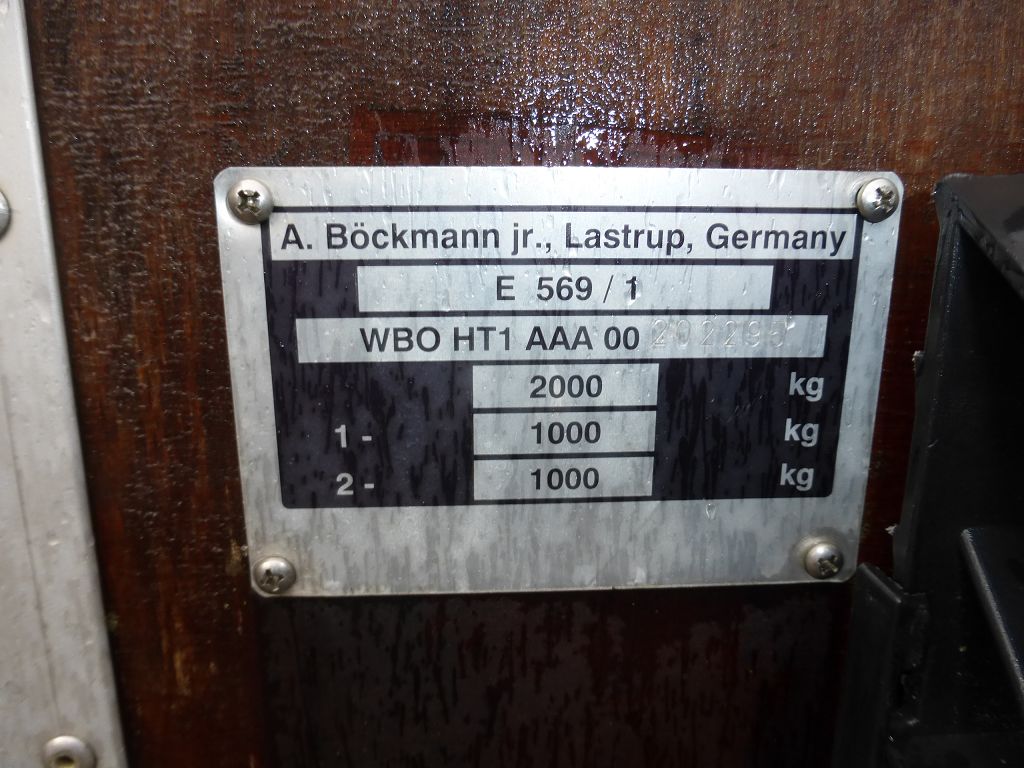 A. Böckmann jr., Lastrup, Germany
E 569 / 1
WBO HT1 AAA 00 202295
2000 kg
1 - 1000 kg
2 - 1000 kg